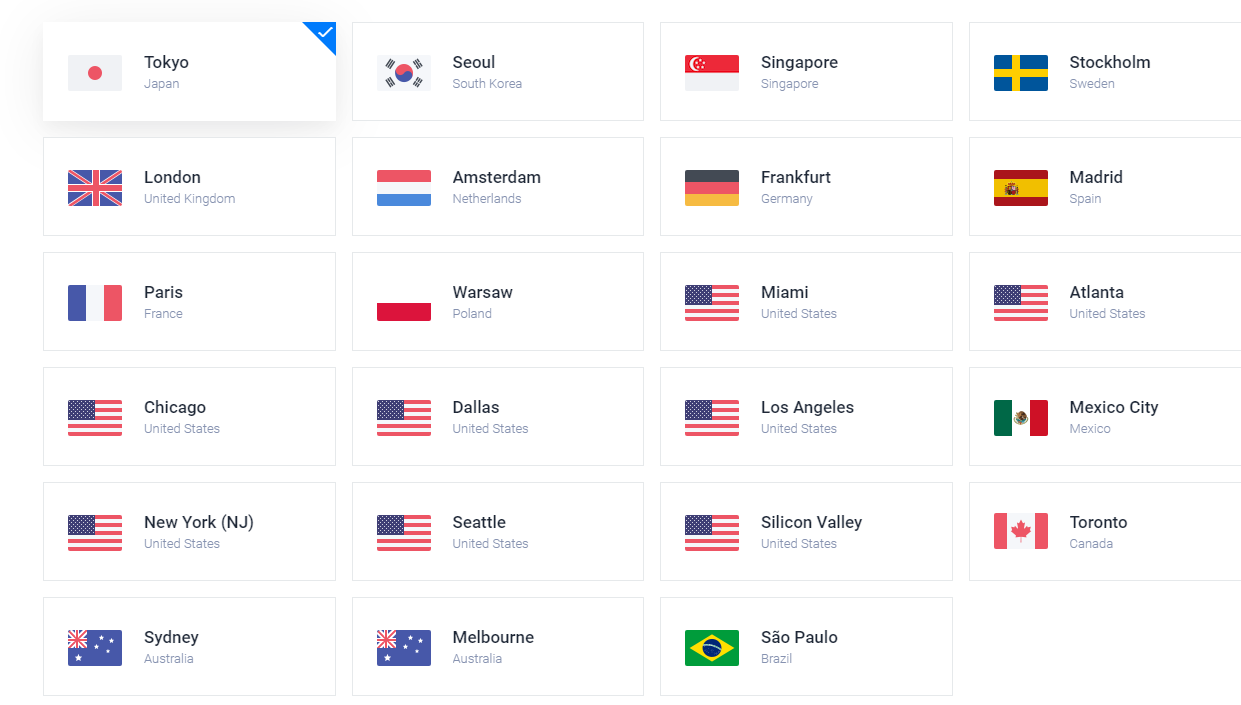 Tokyo
Japan
Seoul
South Korea
Singapore
Singapore
Stockholm
Sweden
London
United Kingdom
Amsterdam
Netherlands
Frankfurt
Germany
Madrid
Spain
Paris
France
Warsaw
Poland
Miami
United States
Atlanta
United States
Chicago
United States
Dallas
United States
Los Angeles
United States
Mexico City
Mexico
New York (NJ)
United States
Seattle
United States
Silicon Valley
United States
Toronto
Canada
Sydney
Australia
Melbourne
Australia
São Paulo
Brazil